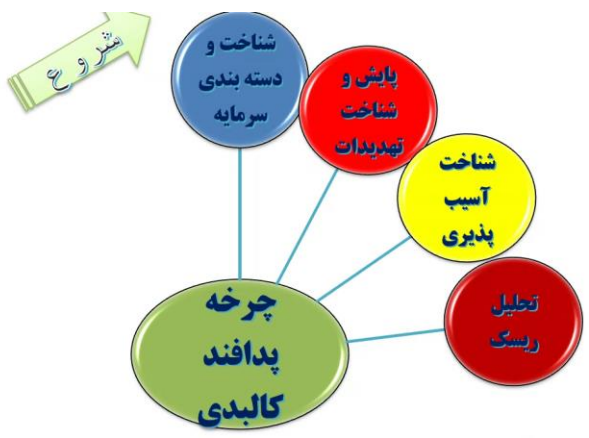 شروع
شناخت و
دسته بندی
سرمایه
پایش و
شناخت
تهدیدات
شناخت
آسیب
پذیری
تحلیل
ریسک
چرخه
پدافند
کالبدی